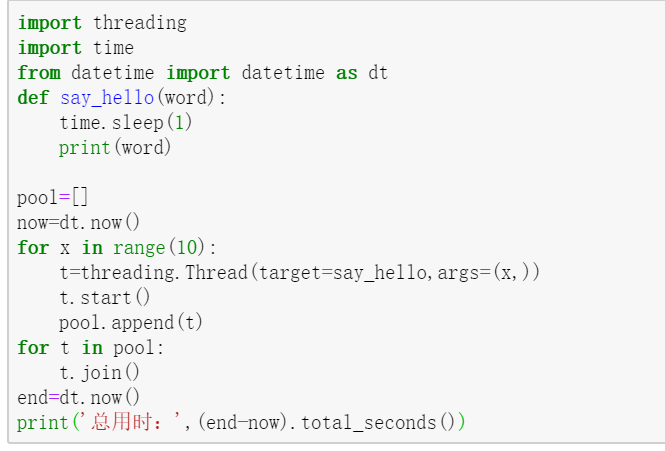 import threading
import time
from datetime import datetime as dt
def say_hello(word):
    time.sleep(1)
    print(word)

pool=[]
now=dt.now()
for x in range(10):
    t=threading.Thread(target=say_hello,args=(x,))
    t.start()
    pool.append(t)
for t in pool:
    t.join()
end=dt.now()
print('总用时：',(end-now).total_seconds())